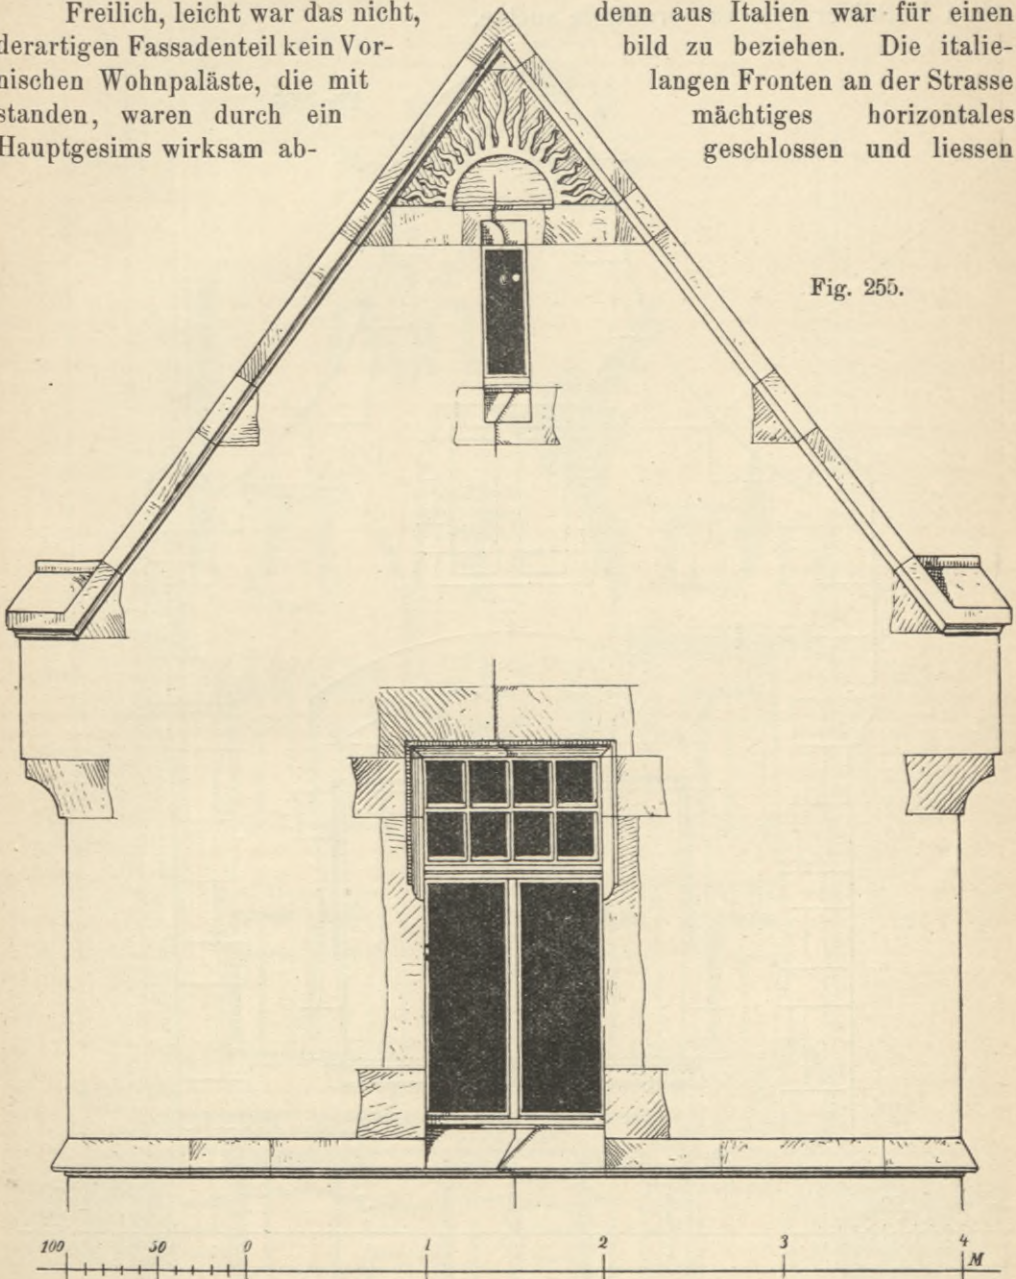 Freilich, leicht war das nicht, denn aus Italien war für einen
derartigen Fassadenteil kein Vor- bild zu beziehen. Die italie-
nischen Wohnpaläste, die mit langen Fronten an der Strasse
standen, waren durch ein mächtiges horizontales
Hauptgesims wirksam ab- geschlossen und liessen
Fig. 255.
100 50 0 1 2 3 4
M